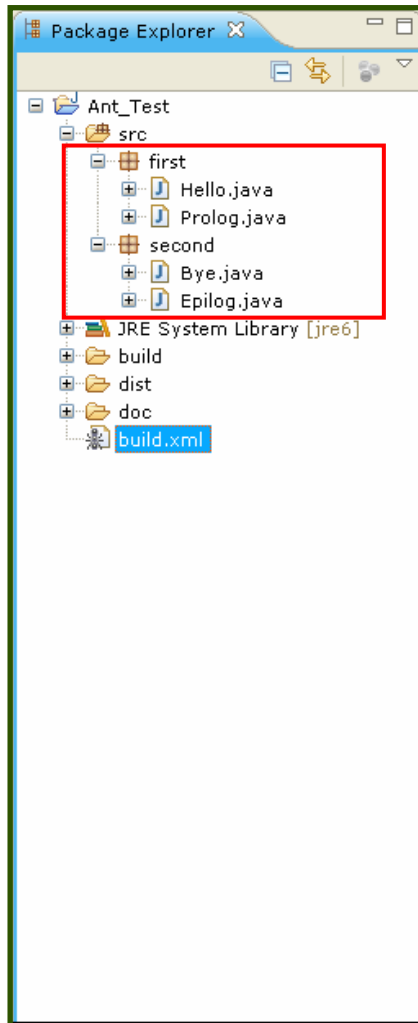 Package Explorer
Ant_Test
src
first
Hello.java
Prolog.java
second
Bye.java
Epilog.java
JRE System Library [jre6]
build
dist
doc
build.xml